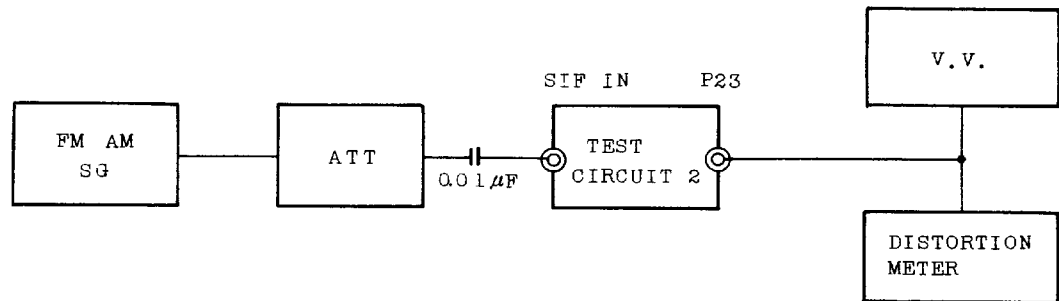 V.V.
SIF IN
P23
FM AM
SG
ATT
0.01μF
TEST
CIRCUIT 2
DISTORTION
METER